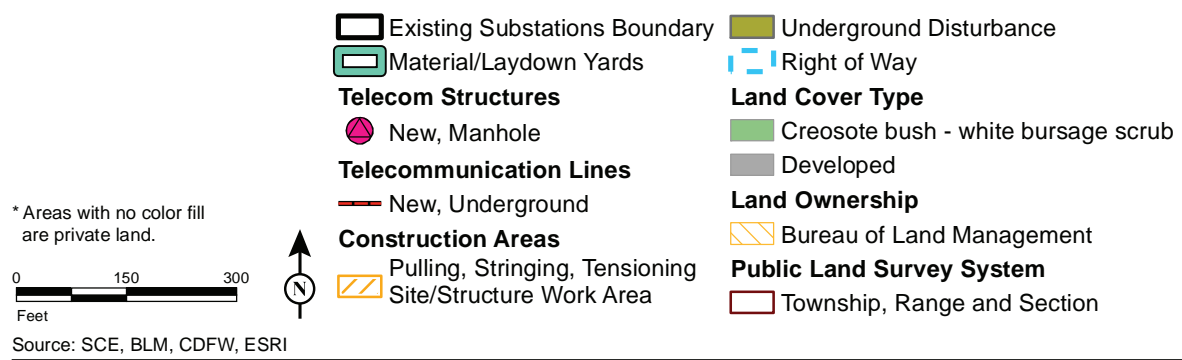 Existing Substations Boundary
Material/Laydown Yards
Telecom Structures
New, Manhole
Telecommunication Lines
New, Underground
Construction Areas
Pulling, Stringing, Tensioning
Site/Structure Work Area
Underground Disturbance
Right of Way
Land Cover Type
Creosote bush - white bursage scrub
Developed
Land Ownership
Bureau of Land Management
Public Land Survey System
Township, Range and Section
* Areas with no color fill
are private land.
0 150 300
Feet
N
Source: SCE, BLM, CDFW, ESRI